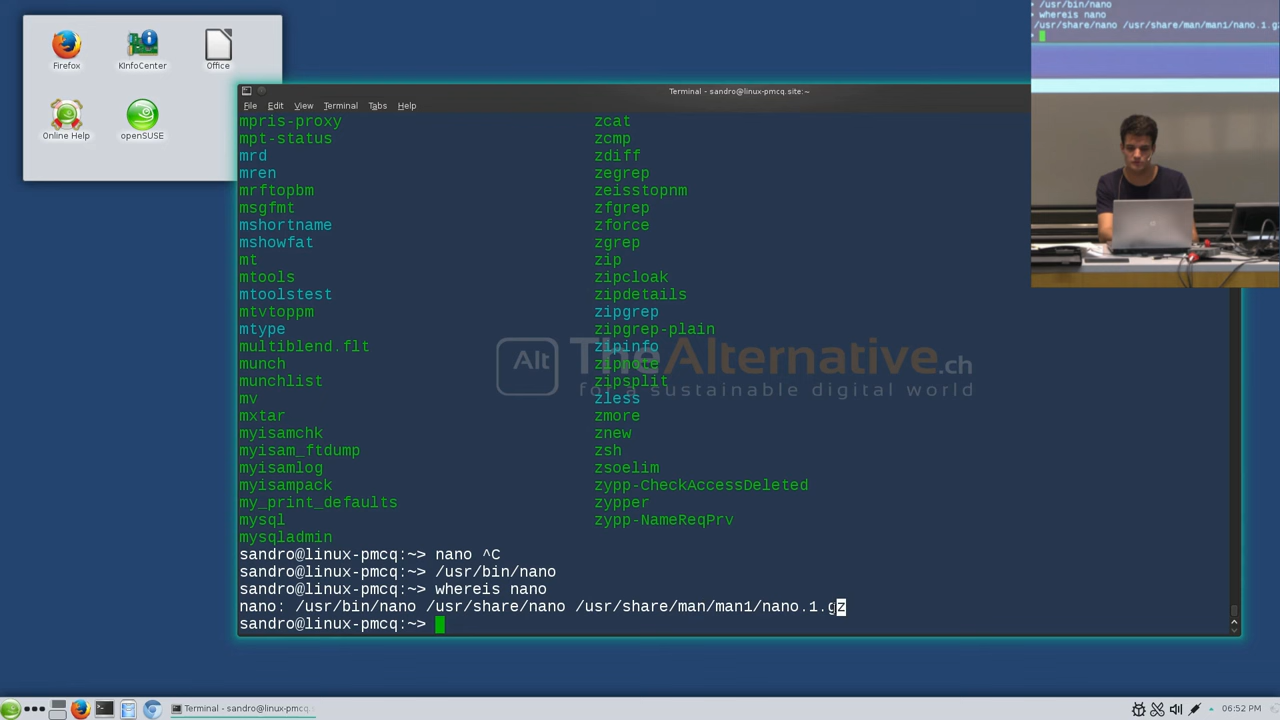 /usr/bin/nano
whereis nano
/usr/share/nano /usr/share/man/man1/nano.1.gz
Firefox
KInfoCenter
Office
Online Help
openSUSE
Terminal - sandro@linux-pmcq.site:~
File Edit View Terminal Tabs Help
mpris-proxy zcat
mpt-status zcmp
mrd zdiff
mren zegrep
mrftopbm zeisstopnm
msgfmt zfgrep
mshortname zforce
mshowfat zgrep
mt zip
mtools zipcloak
mtoolstest zipdetails
mtvtoppm zipgrep
mtype zipgrep-plain
multiblend.flt zipinfo
munch zipnote
munchlist zipsplit
mv zless
mxtar zmore
myisamchk znew
myisam_ftdump zsh
myisamlog zsoelim
myisampack zypp-CheckAccessDeleted
my_print_defaults zypper
mysql zypp-NameReqPrv
mysqladmin
Alt TheAlternative.ch
for a sustainable digital world
sandro@linux-pmcq:~> nano ^C
sandro@linux-pmcq:~> /usr/bin/nano
sandro@linux-pmcq:~> whereis nano
nano: /usr/bin/nano /usr/share/nano /usr/share/man/man1/nano.1.gz
sandro@linux-pmcq:~>
Terminal - sandro@linux-pmcq.
06:52 PM